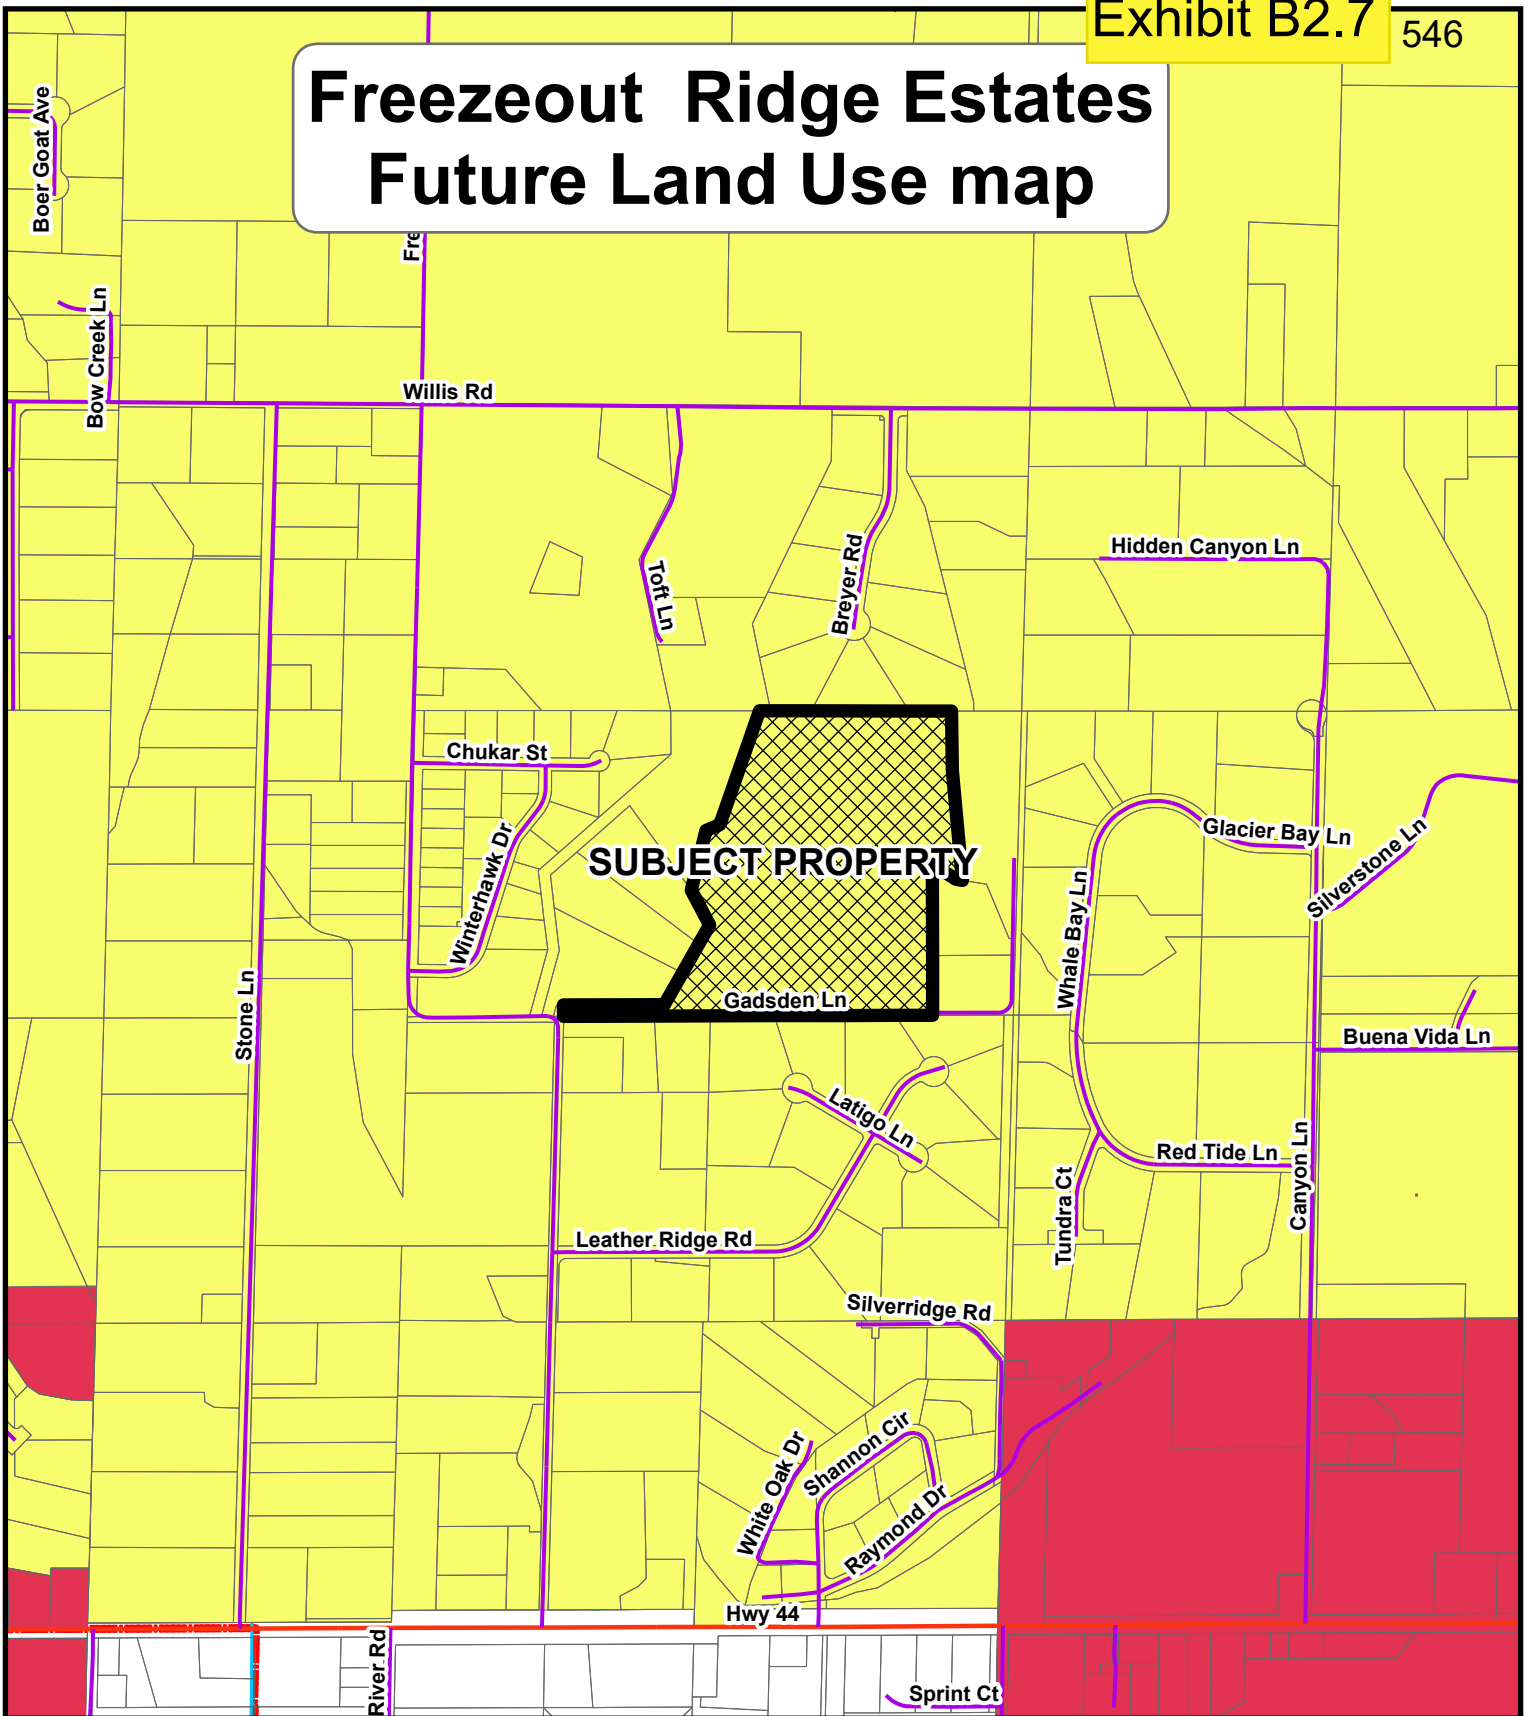 Exhibit B2.7
546
Freezeout Ridge Estates
Future Land Use map
Boer Goat Ave
Fre
Bow Creek Ln
Willis Rd
Hidden Canyon Ln
Toft Ln
Breyer Rd
Chukar St
Winterhawk Dr
SUBJECT PROPERTY
Glacier Bay Ln
Silverstone Ln
Whale Bay Ln
Stone Ln
Gadsden Ln
Buena Vida Ln
Latigo Ln
Red Tide Ln
Canyon Ln
Tundra Ct
Leather Ridge Rd
Silverridge Rd
White Oak Dr
Shannon Cir
Raymond Dr
Hwy 44
River Rd
Sprint Ct